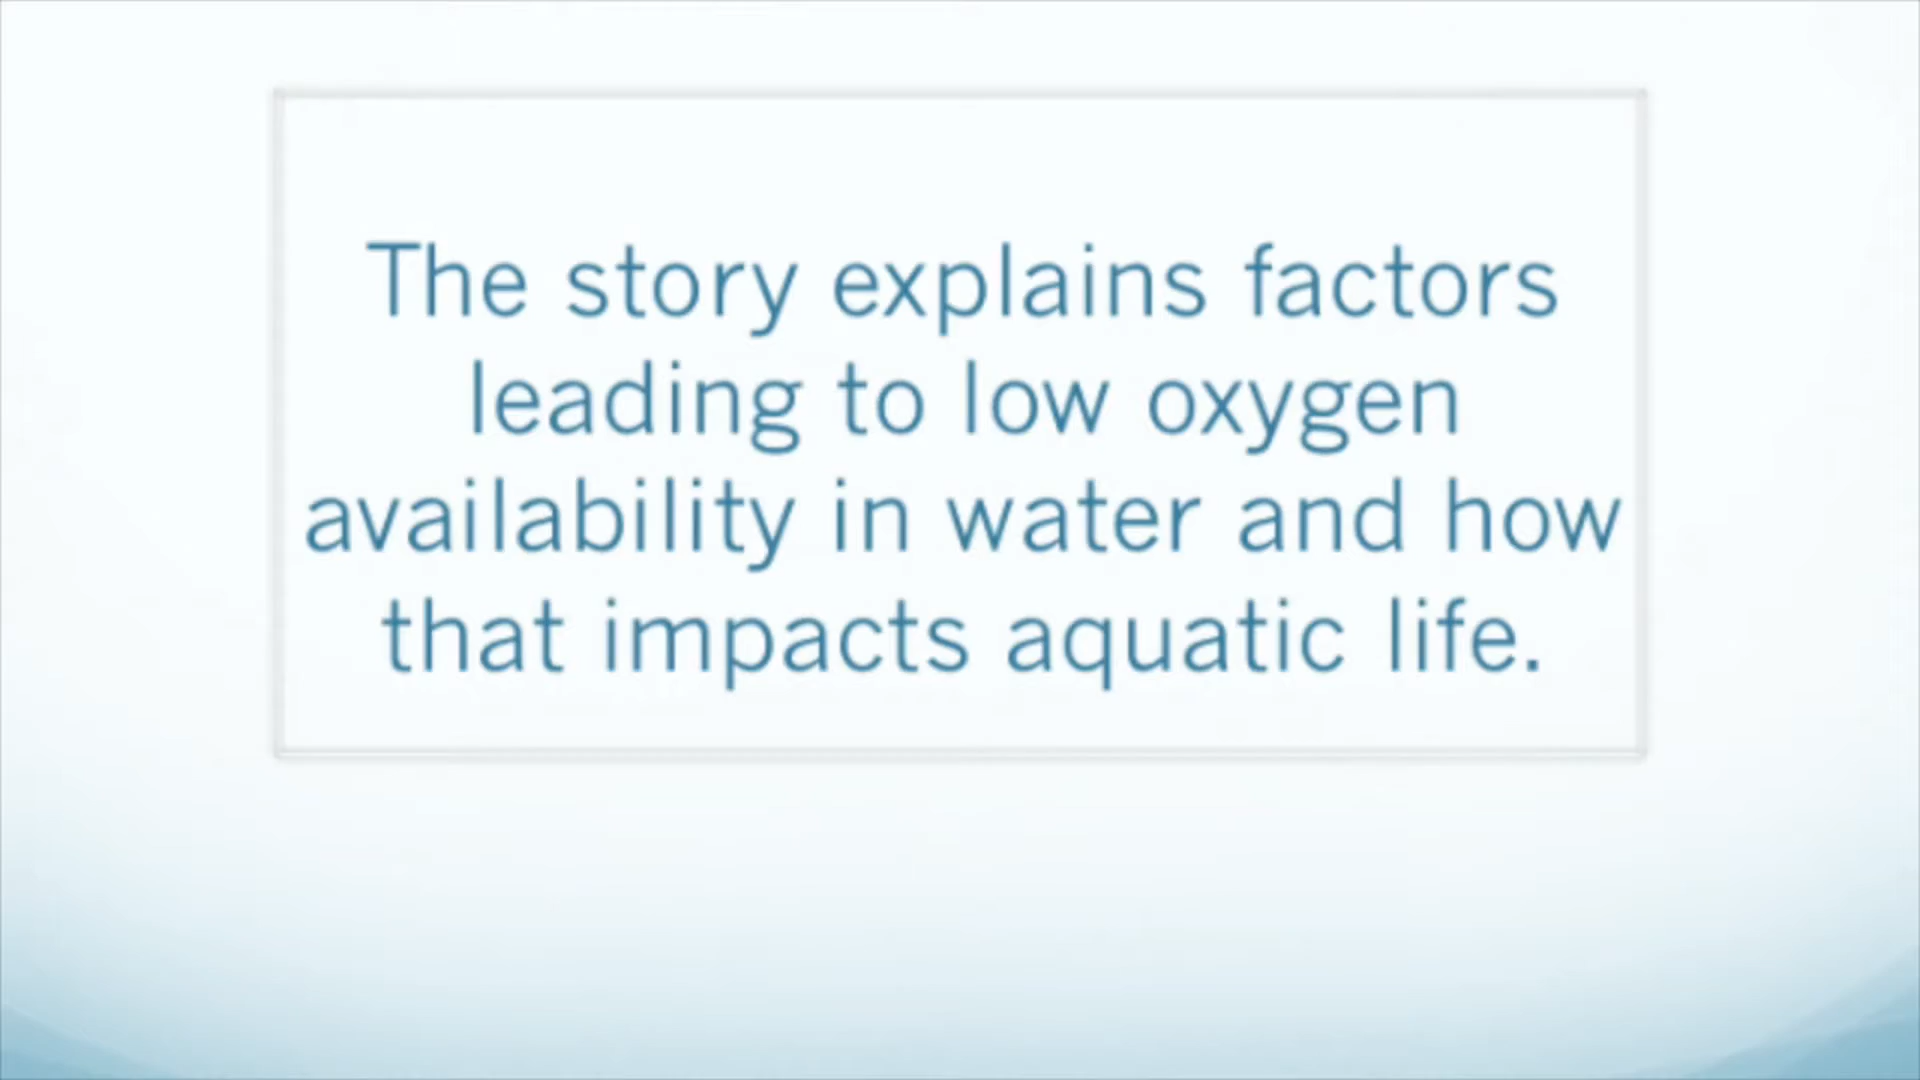 The story explains factors
leading to low oxygen
availability in water and how
that impacts aquatic life.